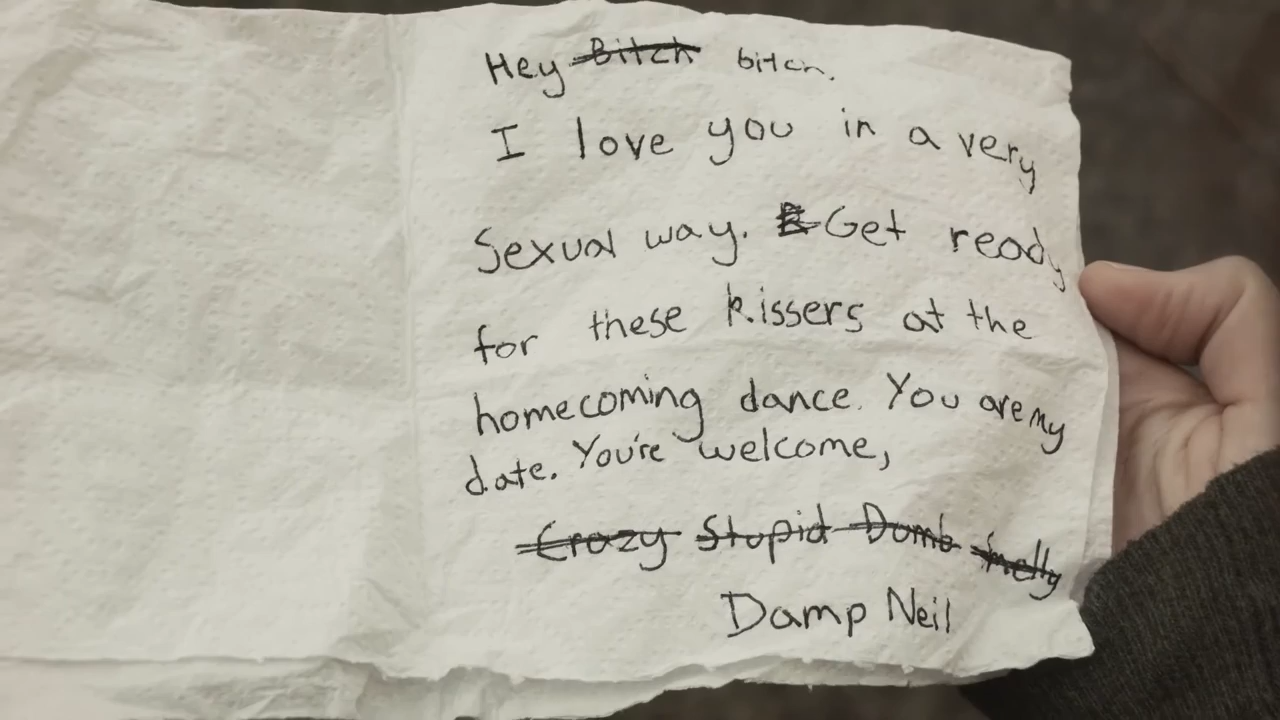 Hey Bitch bitch.
I love you in a very
Sexual way. Get ready
for these kissers at the
homecoming dance. You are my
date. You're welcome,
Crazy Stupid Dumb Smelly
Damp Neil